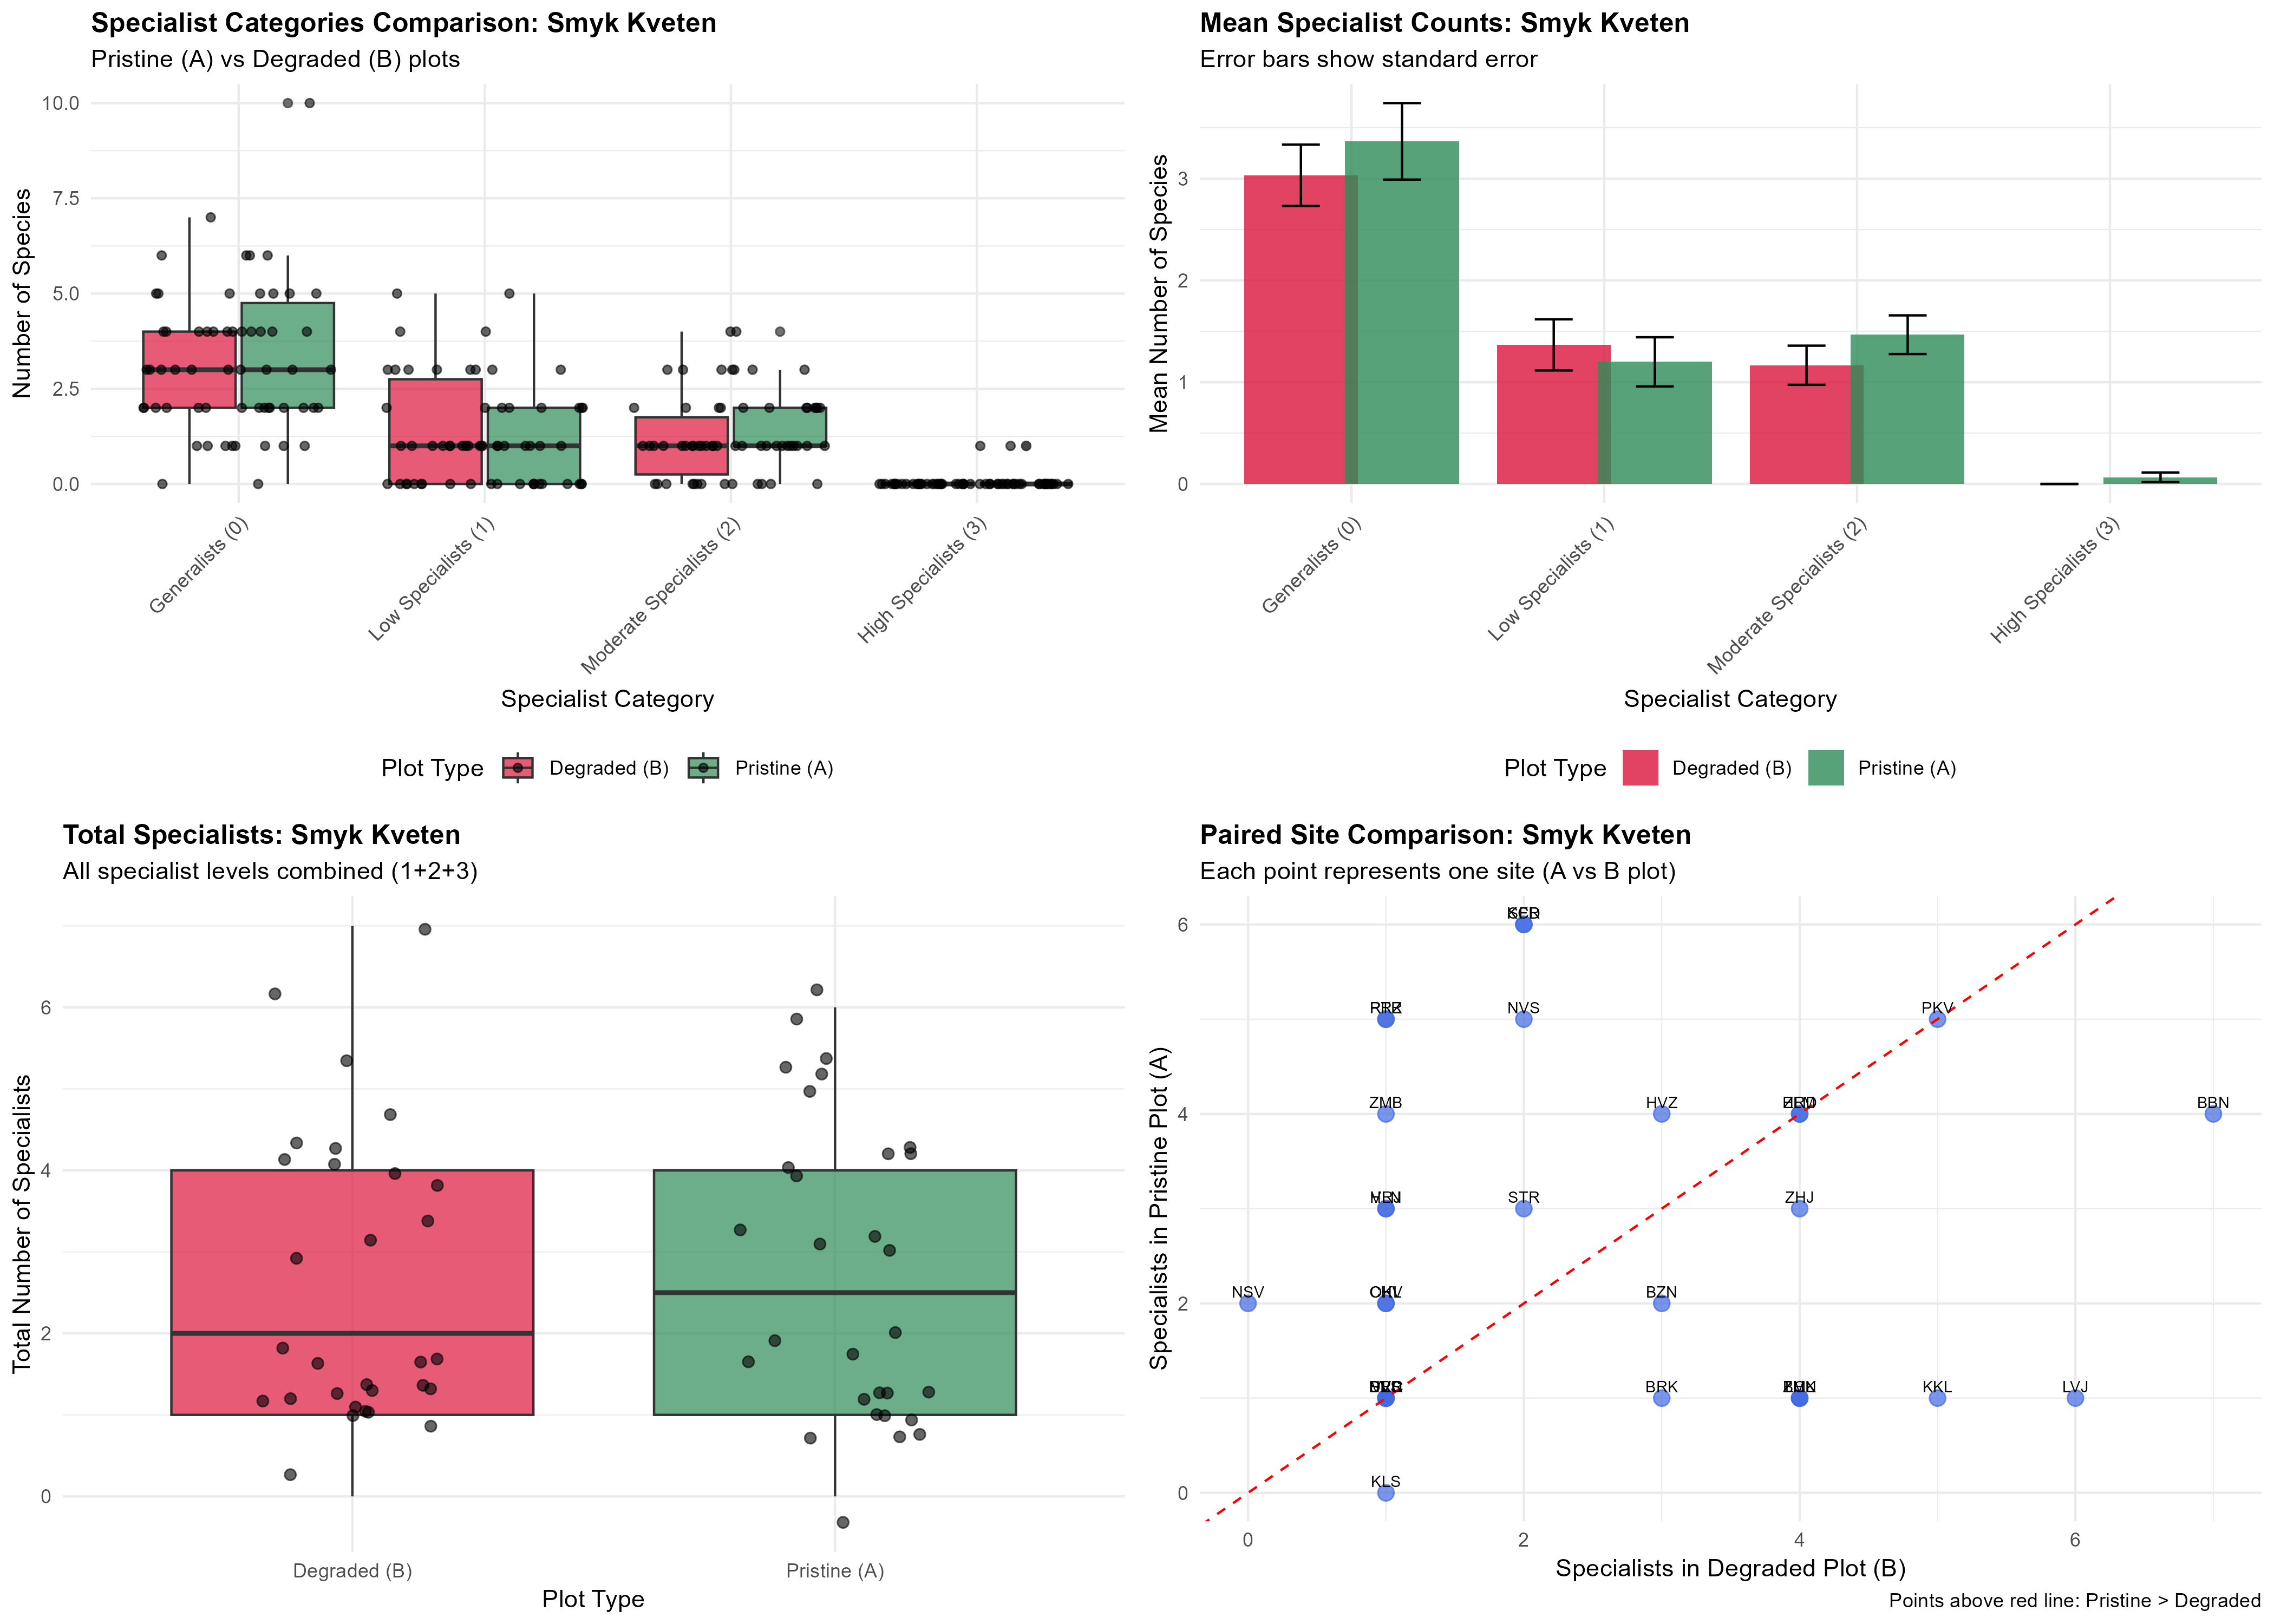 Specialist Categories Comparison: Smyk Kveten
Pristine (A) vs Degraded (B) plots
Number of Species
10.0
7.5
5.0
2.5
0.0
Generalists (0)
Low Specialists (1)
Moderate Specialists (2)
High Specialists (3)
Specialist Category
Plot Type
Degraded (B)
Pristine (A)
Mean Specialist Counts: Smyk Kveten
Error bars show standard error
Mean Number of Species
3
2
1
0
Generalists (0)
Low Specialists (1)
Moderate Specialists (2)
High Specialists (3)
Specialist Category
Plot Type
Degraded (B)
Pristine (A)
Total Specialists: Smyk Kveten
All specialist levels combined (1+2+3)
Total Number of Specialists
6
4
2
0
Degraded (B)
Pristine (A)
Plot Type
Paired Site Comparison: Smyk Kveten
Each point represents one site (A vs B plot)
Specialists in Pristine Plot (A)
6
4
2
0
NVS
PKV
ZMB
HVZ
BBN
STR
ZHJ
NSV
BZN
BRK
KKL
LVJ
KLS
0
2
4
6
Specialists in Degraded Plot (B)
Points above red line: Pristine > Degraded